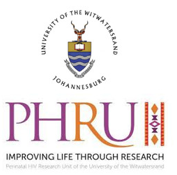 UNIVERSITY OF THE WITWATERSRAND
JOHANNESBURG
PHRU
IMPROVING LIFE THROUGH RESEARCH
Perinatal HIV Research Unit of the University of the Witwatersrand